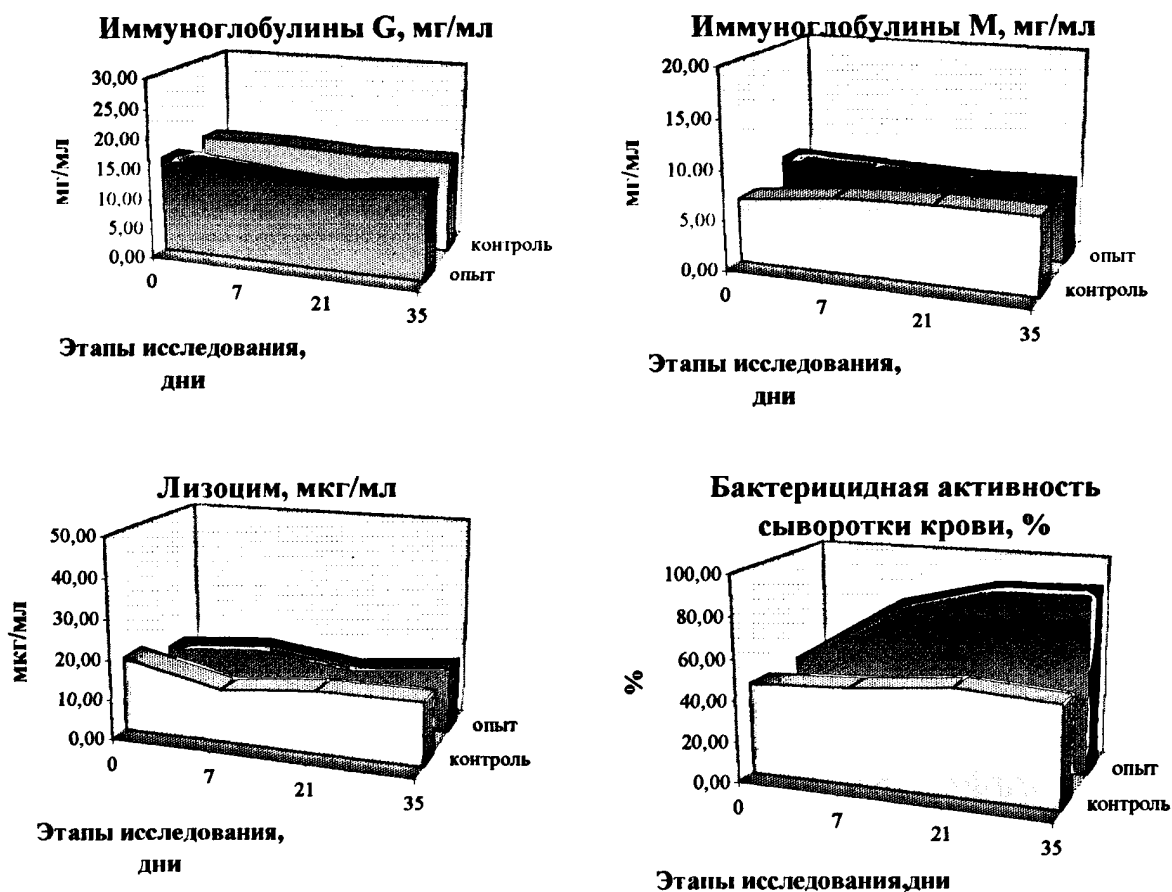 Иммуноглобулины G, мг/мл
30,00
25,00
20,00
15,00
10,00
5,00
0,00
мг/мл
0
7
21
35
контроль
опыт
Этапы исследования,
дни
Иммуноглобулины М, мг/мл
20,00
15,00
10,00
5,00
0,00
мг/мл
0
7
21
35
опыт
контроль
Этапы исследования,
дни
Лизоцим, мкг/мл
50,00
40,00
30,00
20,00
10,00
0,00
мкг/мл
0
7
21
35
опыт
контроль
Этапы исследования,
дни
Бактерицидная активность
сыворотки крови, %
100,00
80,00
60,00
40,00
20,00
0,00
%
0
7
21
35
опыт
контроль
Этапы исследования,дни